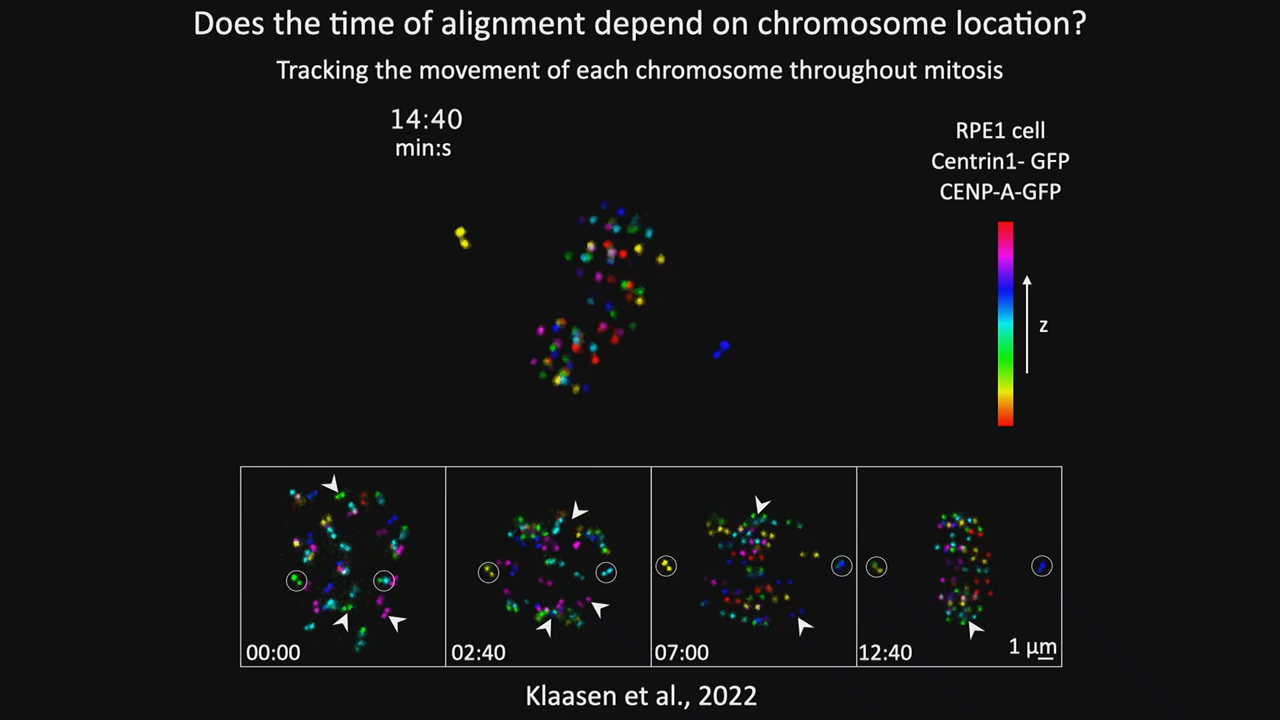 Does the time of alignment depend on chromosome location?
Tracking the movement of each chromosome throughout mitosis
14:40
min:s
RPE1 cell
Centrin1- GFP
CENP-A-GFP
z
00:00
02:40
07:00
12:40
1 µm
Klaasen et al., 2022